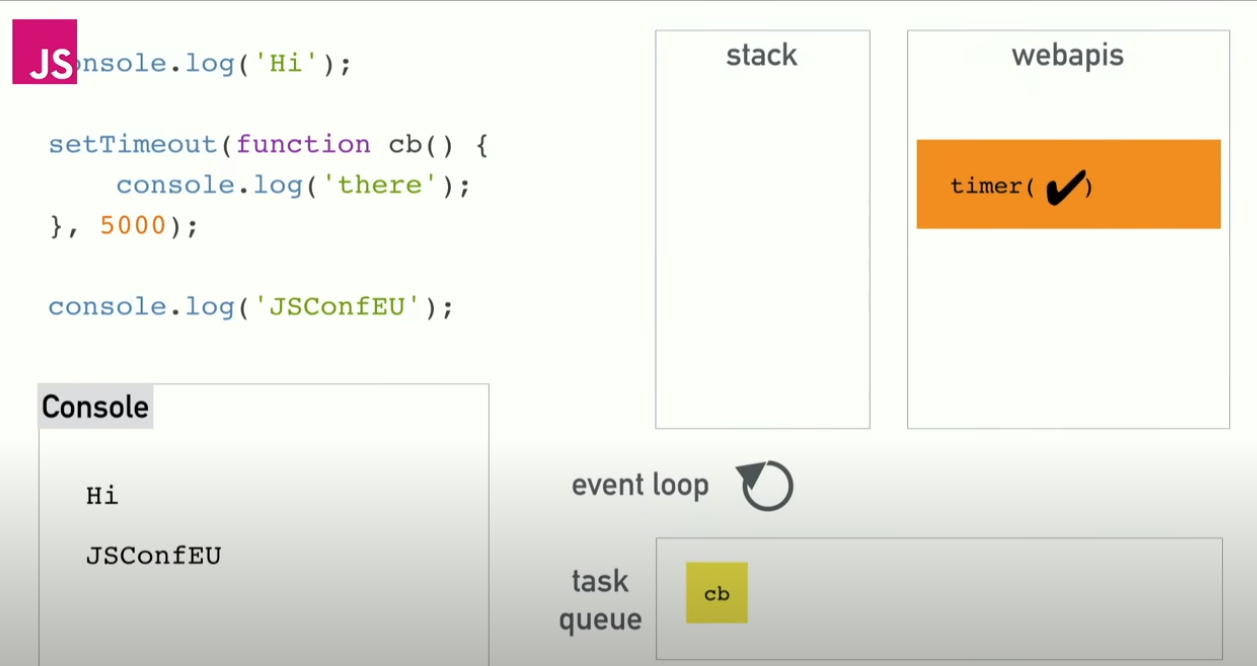 JS
onsole.log('Hi');
setTimeout(function cb() {
    console.log('there');
}, 5000);
console.log('JSConfEU');
Console
Hi
JSConfEU
stack
webapis
timer( ✔)
event loop
task
queue
cb